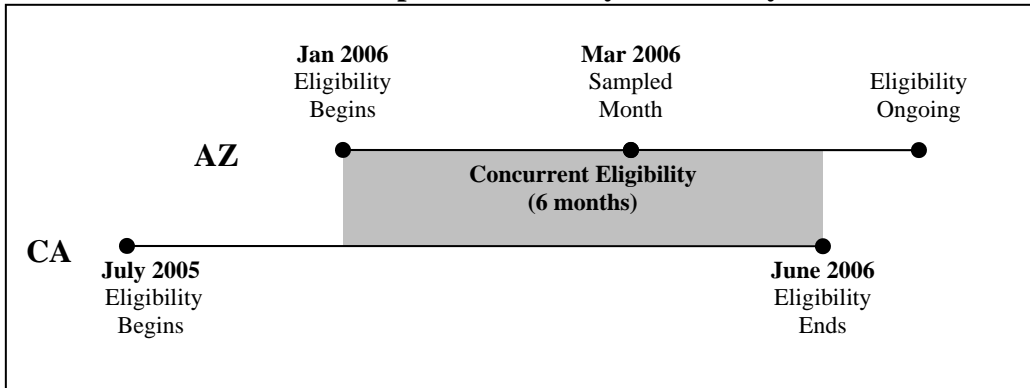 Jan 2006
Eligibility
Begins
Mar 2006
Sampled
Month
Eligibility
Ongoing
AZ
Concurrent Eligibility
(6 months)
CA
July 2005
Eligibility
Begins
June 2006
Eligibility
Ends